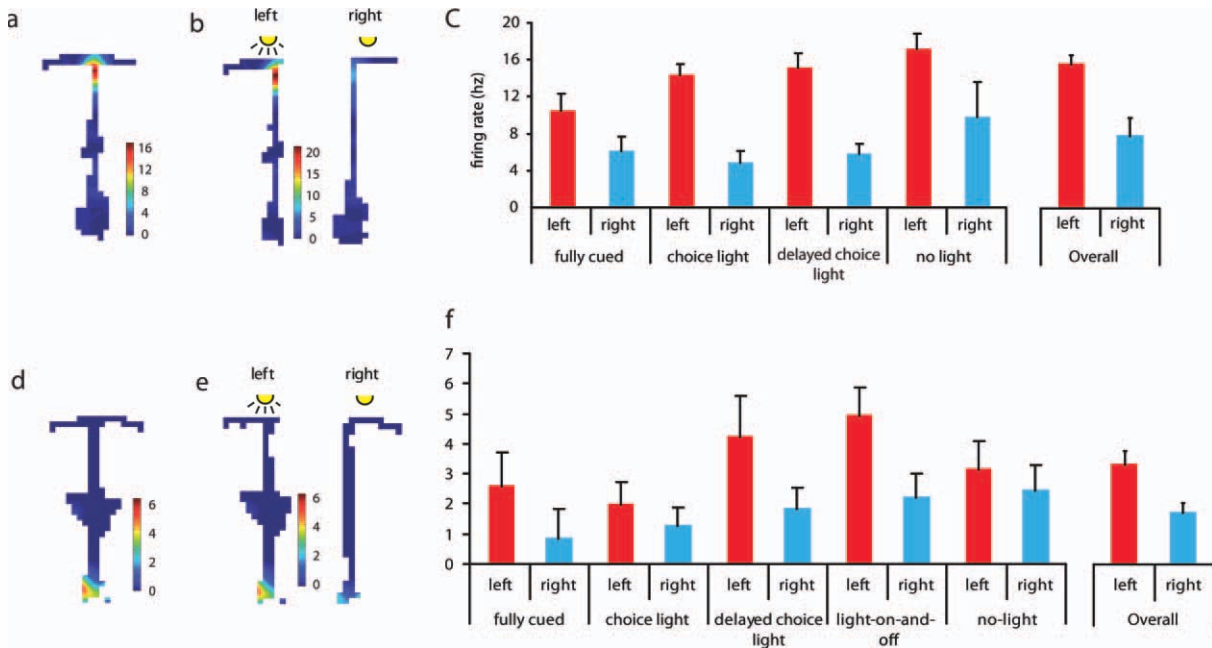 a
b
left
right
16
12
8
4
0
20
15
10
5
0
C
firing rate (hz)
20
16
12
8
4
0
left right left right left right left right left right
fully cued choice light delayed choice no light Overall
light
d
e
left
right
6
4
2
0
6
4
2
0
f
7
6
5
4
3
2
1
0
left right left right left right left right left right left right
fully cued choice light delayed choice light-on-and- no-light Overall
light off